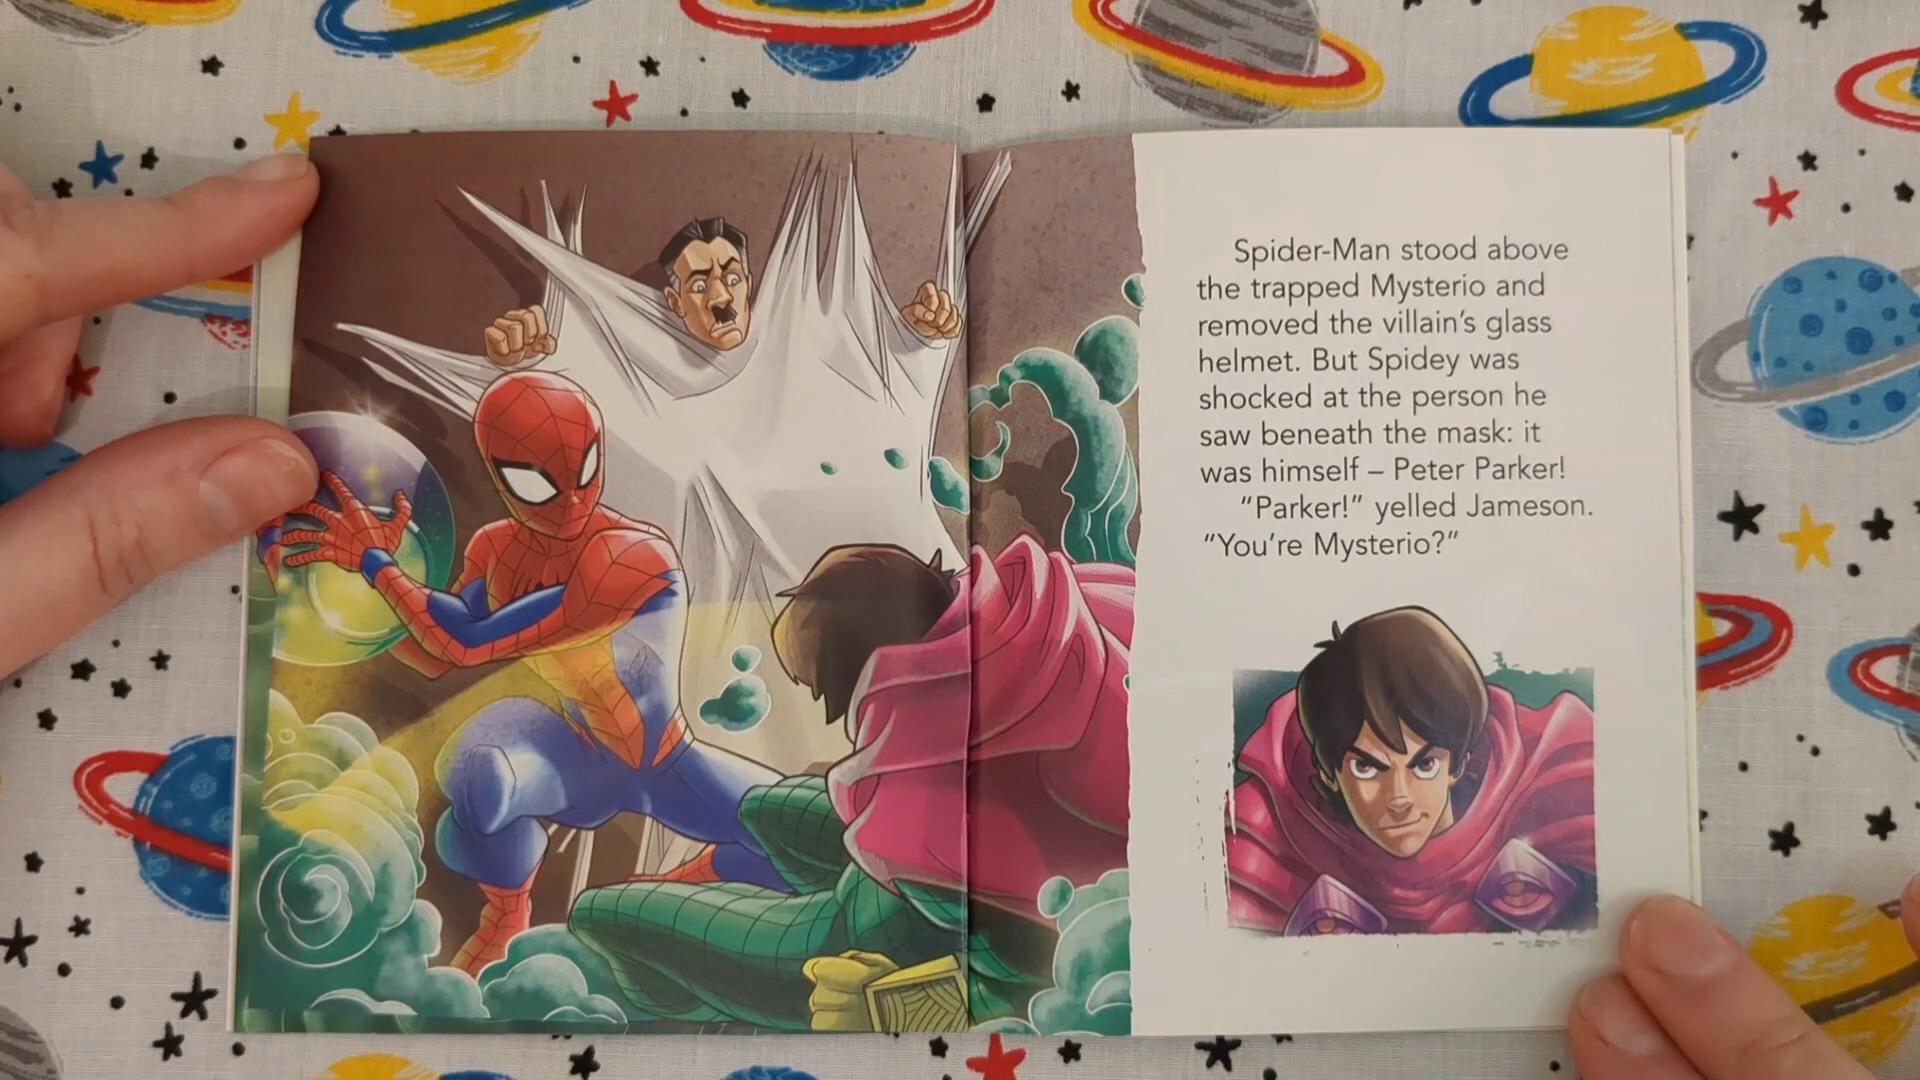 Spider-Man stood above
the trapped Mysterio and
removed the villain's glass
helmet. But Spidey was
shocked at the person he
saw beneath the mask: it
was himself – Peter Parker!
"Parker!" yelled Jameson.
"You're Mysterio?"